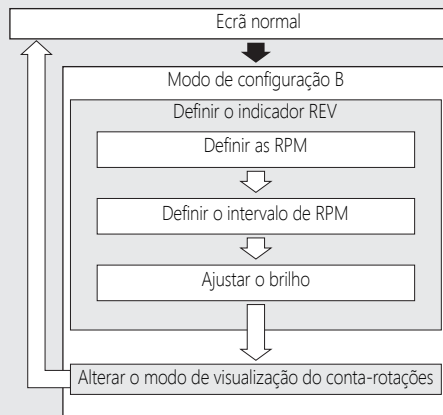 Ecrã normal
Modo de configuração B
Definir o indicador REV
Definir as RPM
Definir o intervalo de RPM
Ajustar o brilho
Alterar o modo de visualização do conta-rotações